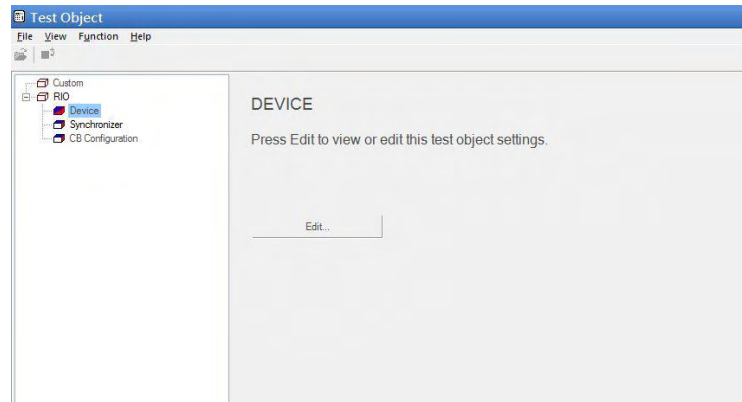 Test Object
File View Function Help
Custom
RIO
Device
Synchronizer
CB Configuration
DEVICE
Press Edit to view or edit this test object settings.
Edit...